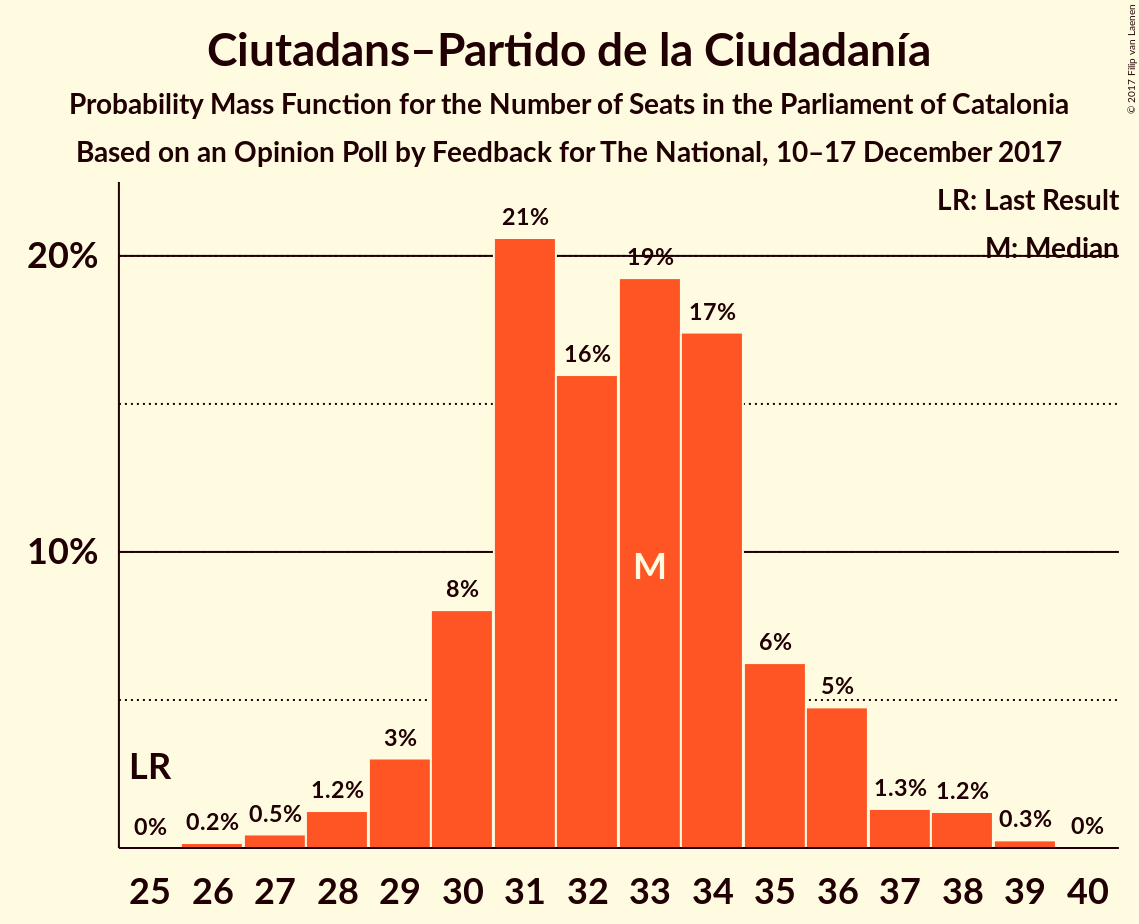 Ciutadans–Partido de la Ciudadanía
Probability Mass Function for the Number of Seats in the Parliament of Catalonia
Based on an Opinion Poll by Feedback for The National, 10–17 December 2017
© 2017 Filip van Laenen
LR: Last Result
M: Median
20%
10%
LR
0%
0.2%
0.5%
1.2%
3%
8%
21%
16%
19%
M
17%
6%
5%
1.3%
1.2%
0.3%
0%
25 26 27 28 29 30 31 32 33 34 35 36 37 38 39 40